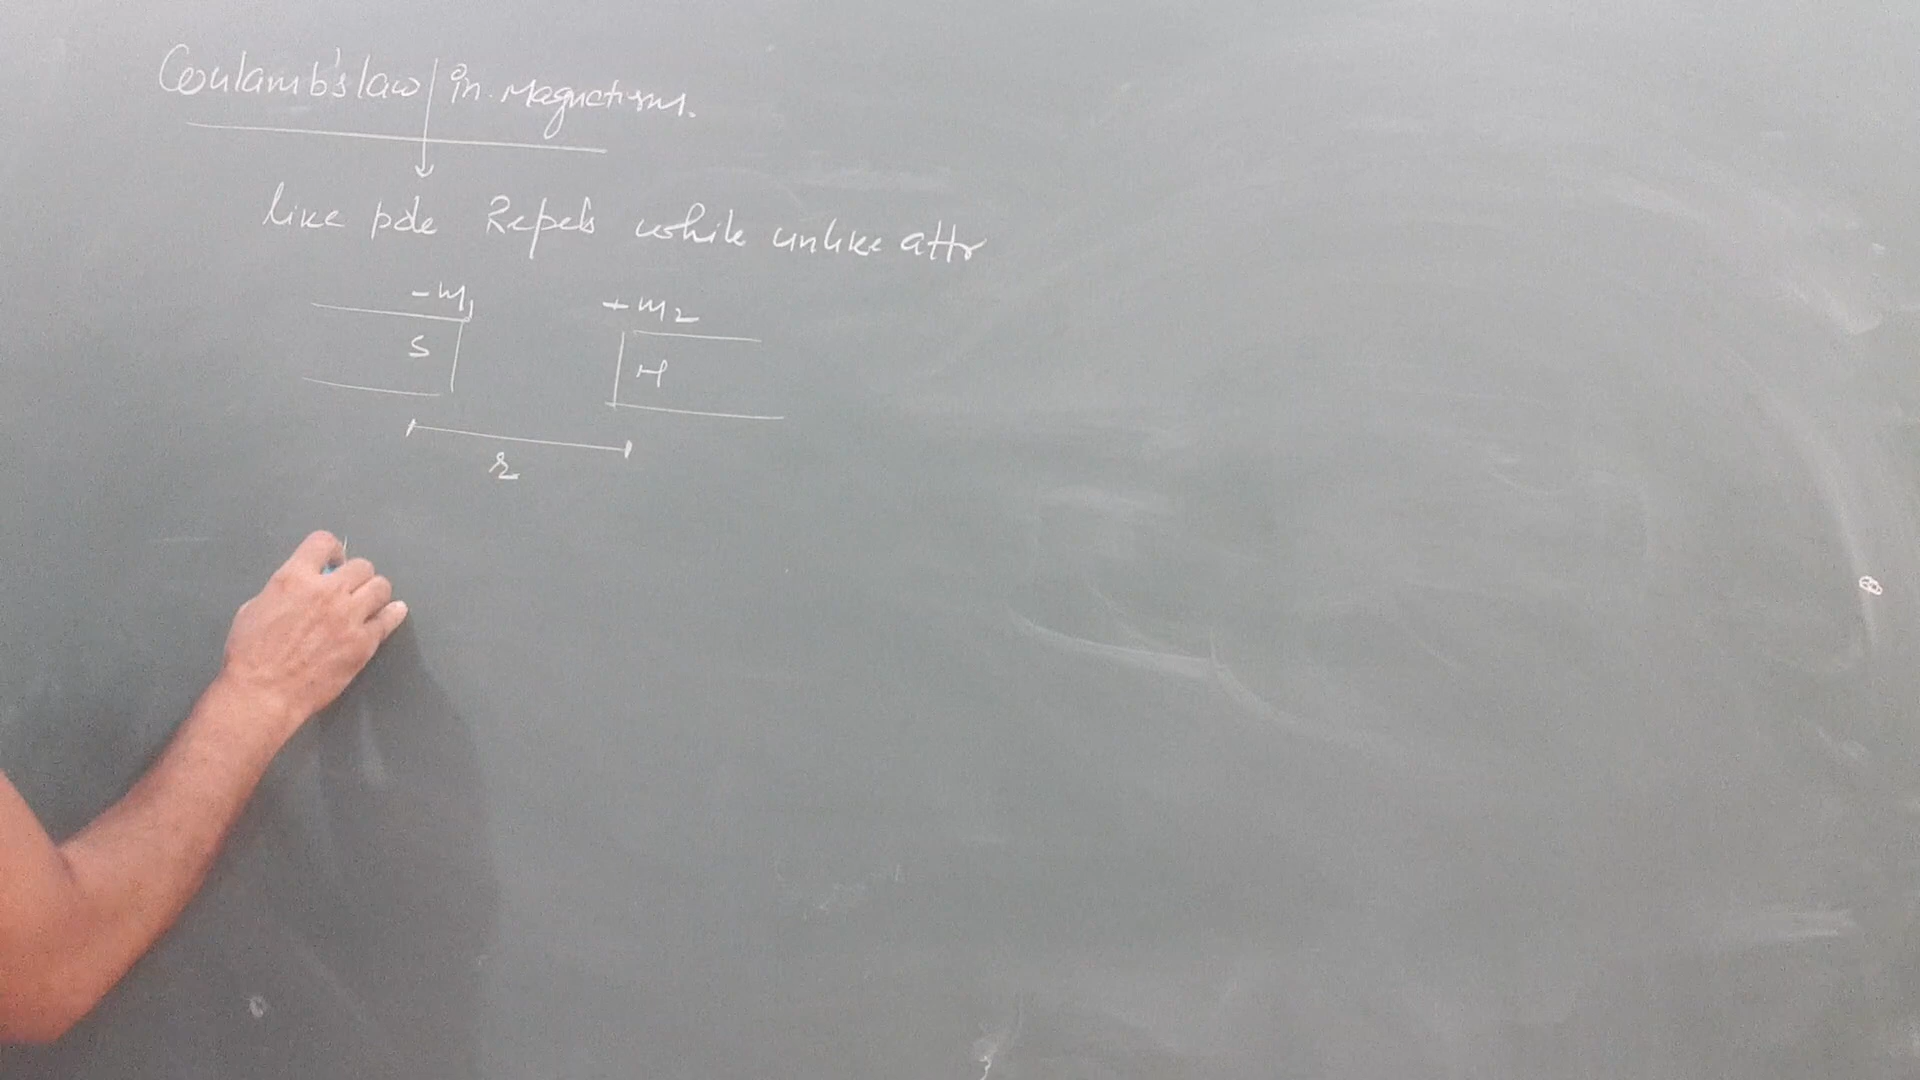 Coulamb's law in Magnetism.
like pole Repels while unlike attr
-m1 +m2
S N
r